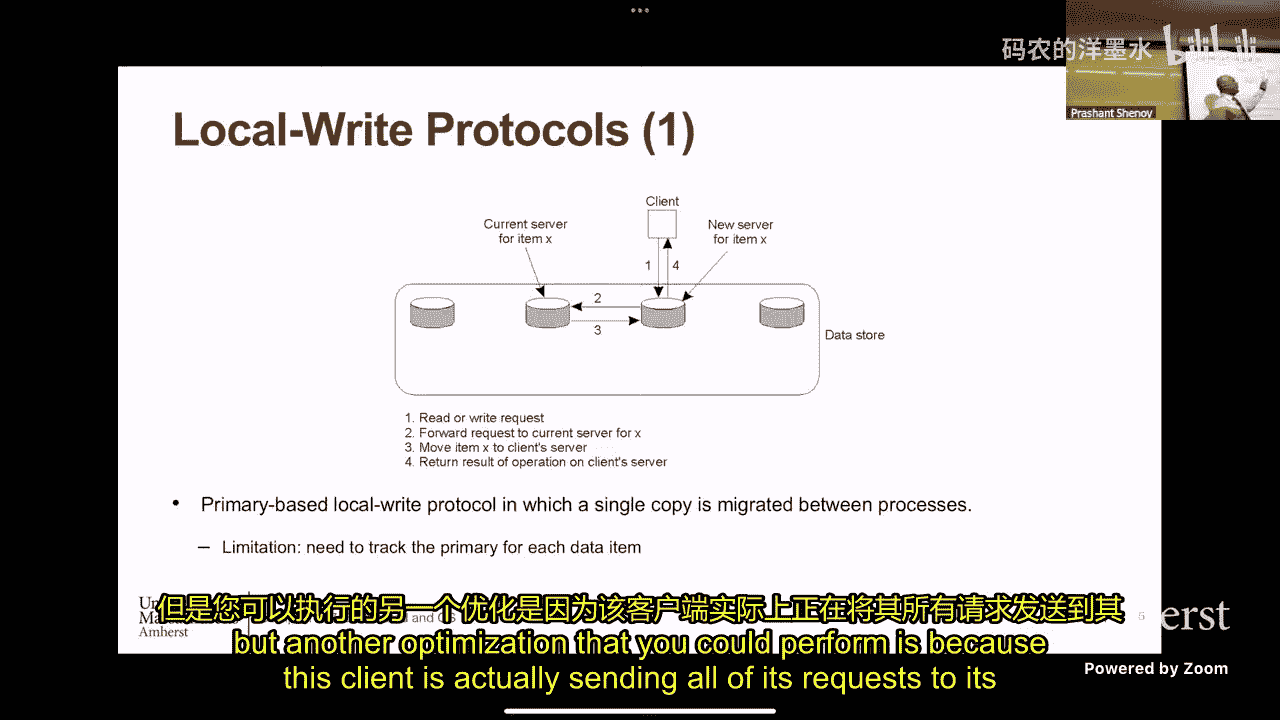 码农的洋墨水 bilibili
Prashant Shenoy
Local-Write Protocols (1)
Client
Current server
for item x
New server
for item x
1
4
2
3
Data store
1. Read or write request
2. Forward request to current server for x
3. Move item x to client's server
4. Return result of operation on client's server
• Primary-based local-write protocol in which a single copy is migrated between processes.
– Limitation: need to track the primary for each data item
Amherst
5
erst
但是您可以执行的另一个优化是因为该客户端实际上正在将其所有请求发送到其
but another optimization that you could perform is because
this client is actually sending all of its requests to its
Powered by Zoom